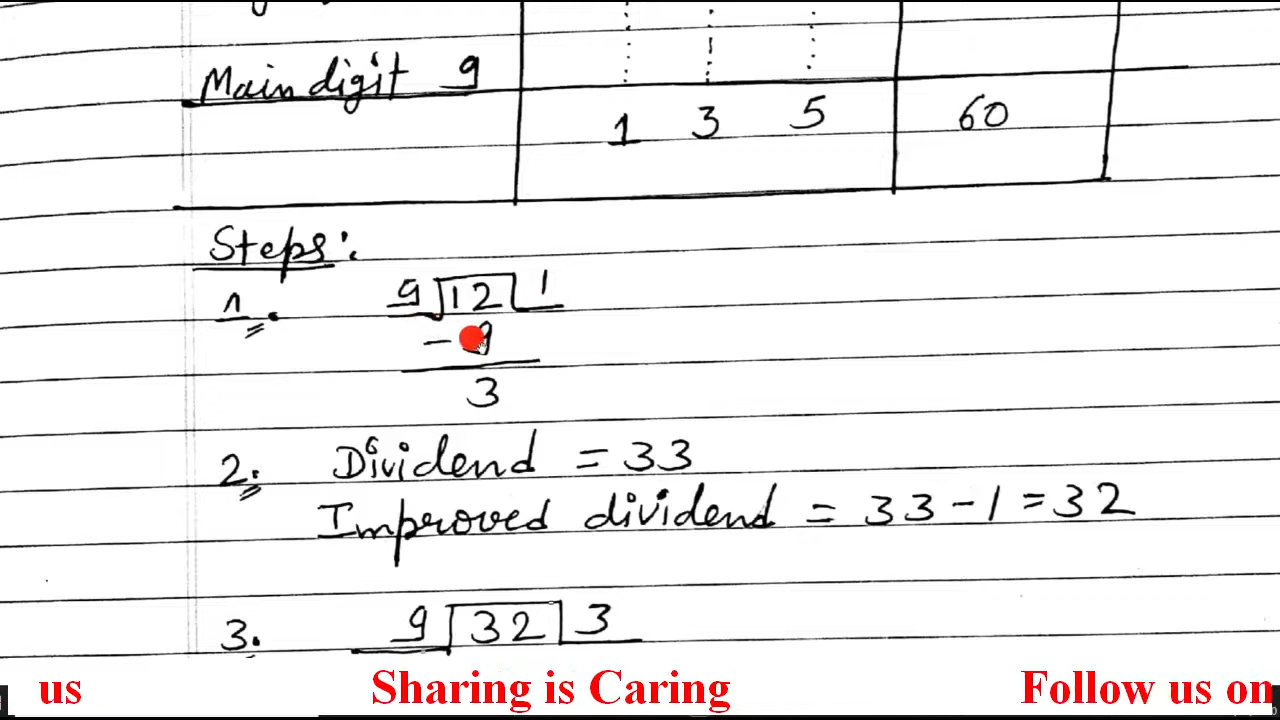 Main digit 9
1 3 5 60
Steps:
1. 9 12 1
- 9
3
2. Dividend = 33
Improved dividend = 33 - 1 = 32
3. 9 32 3
us Sharing is Caring Follow us on